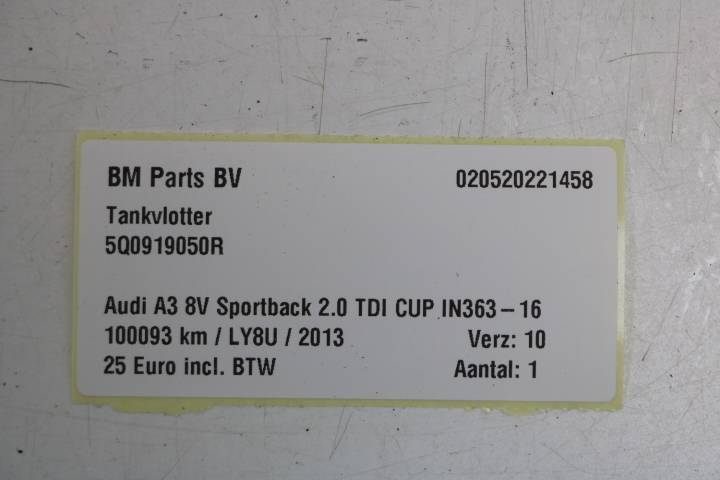 BM Parts BV 020520221458
Tankvlotter
5Q0919050R
Audi A3 8V Sportback 2.0 TDI CUP IN363-16
100093 km / LY8U / 2013 Verz: 10
25 Euro incl. BTW Aantal: 1